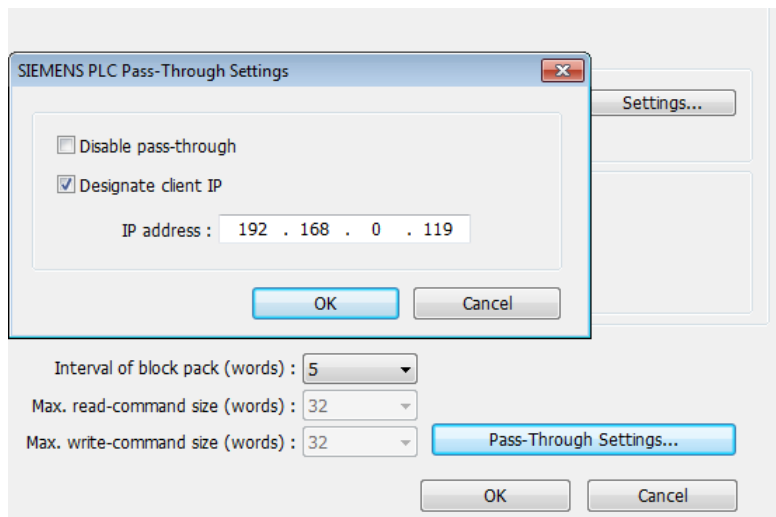 SIEMENS PLC Pass-Through Settings
Settings...
Disable pass-through
Designate client IP
IP address : 192 . 168 . 0 . 119
OK Cancel
Interval of block pack (words) : 5
Max. read-command size (words) : 32
Max. write-command size (words) : 32 Pass-Through Settings...
OK Cancel